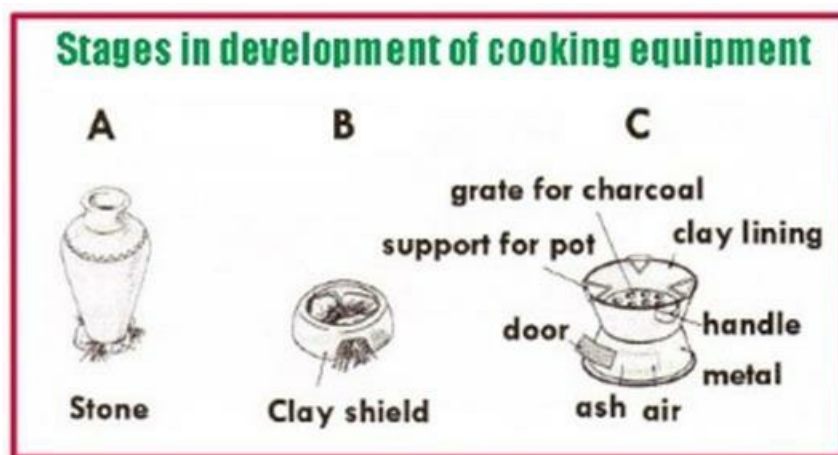 Stages in development of cooking equipment
A B C
grate for charcoal
support for pot
clay lining
door
handle
metal
Stone
Clay shield
ash air